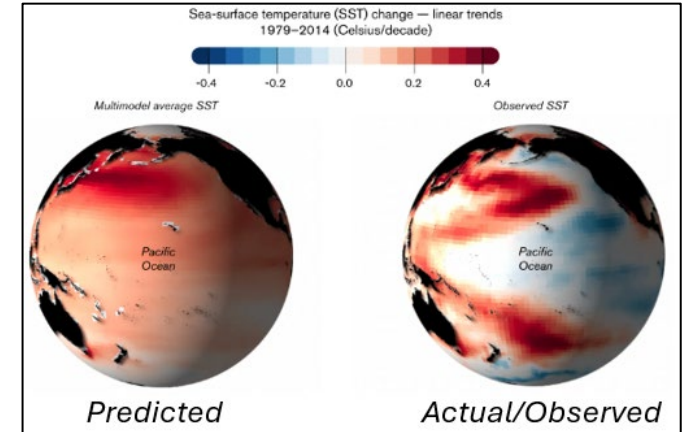 Sea-surface temperature (SST) change — linear trends
1979–2014 (Celsius/decade)
-0.4 -0.2 0.0 0.2 0.4
Multimodel average SST
Observed SST
Pacific
Ocean
Pacific
Ocean
Predicted
Actual/Observed